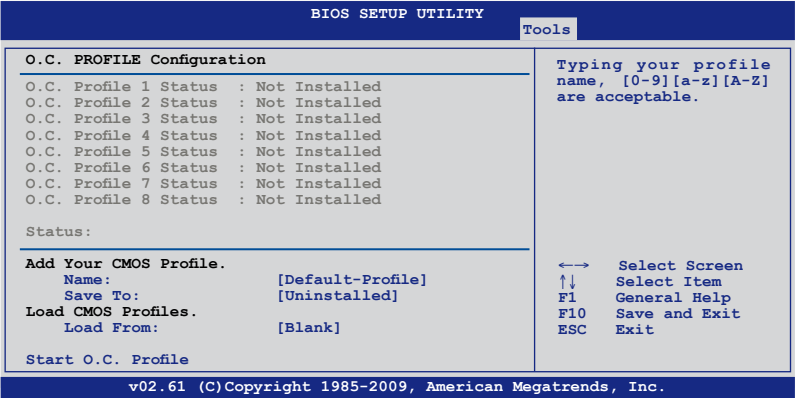 BIOS SETUP UTILITY
Tools
O.C. PROFILE Configuration
O.C. Profile 1 Status : Not Installed
O.C. Profile 2 Status : Not Installed
O.C. Profile 3 Status : Not Installed
O.C. Profile 4 Status : Not Installed
O.C. Profile 5 Status : Not Installed
O.C. Profile 6 Status : Not Installed
O.C. Profile 7 Status : Not Installed
O.C. Profile 8 Status : Not Installed
Status:
Add Your CMOS Profile.
Name: [Default-Profile]
Save To: [Uninstalled]
Load CMOS Profiles.
Load From: [Blank]
Start O.C. Profile
Typing your profile
name, [0-9][a-z][A-Z]
are acceptable.
←→ Select Screen
↑↓ Select Item
F1 General Help
F10 Save and Exit
ESC Exit
v02.61 (C)Copyright 1985-2009, American Megatrends, Inc.